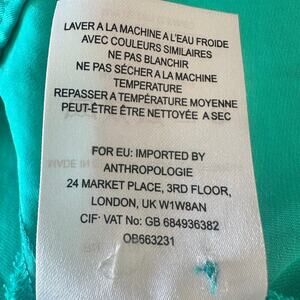 LAVER A LA MACHINE A L'EAU FROIDE
AVEC COULEURS SIMILAIRES
NE PAS BLANCHIR
NE PAS SÉCHER A LA MACHINE
TEMPERATURE
REPASSER A TEMPÉRATURE MOYENNE
PEUT-ÊTRE ÊTRE NETTOYÉE A SEC
FOR EU: IMPORTED BY
ANTHROPOLOGIE
24 MARKET PLACE, 3RD FLOOR,
LONDON, UK W1W8AN
CIF: VAT No: GB 684936382
OB663231